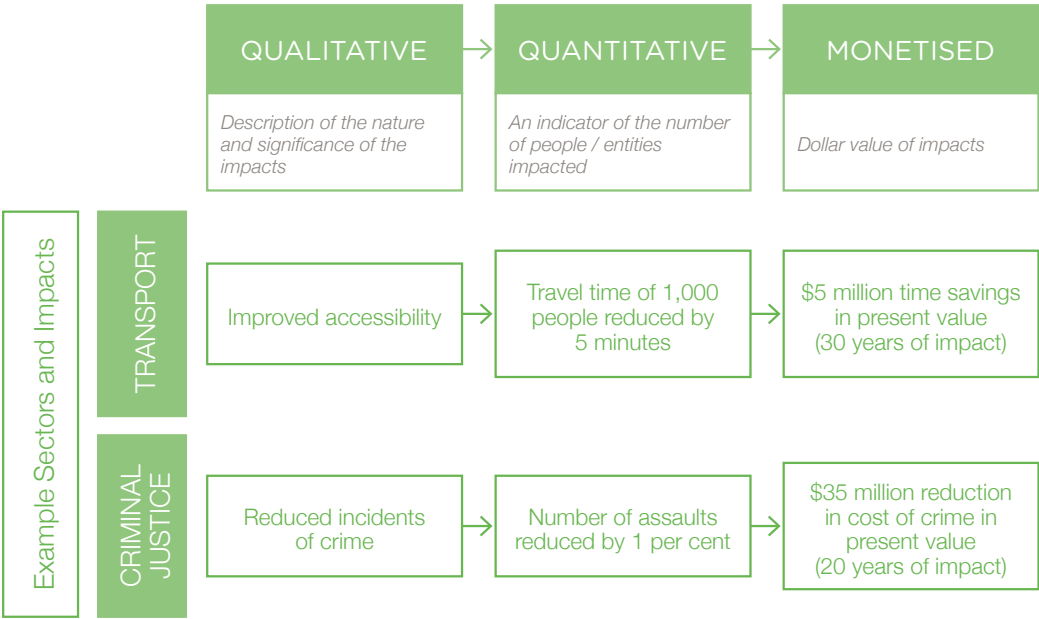 QUALITATIVE
QUANTITATIVE
MONETISED
Description of the nature
and significance of the
impacts
An indicator of the number
of people / entities
impacted
Dollar value of impacts
Example Sectors and Impacts
TRANSPORT
Improved accessibility
Travel time of 1,000
people reduced by
5 minutes
$5 million time savings
in present value
(30 years of impact)
CRIMINAL
JUSTICE
Reduced incidents
of crime
Number of assaults
reduced by 1 per cent
$35 million reduction
in cost of crime in
present value
(20 years of impact)